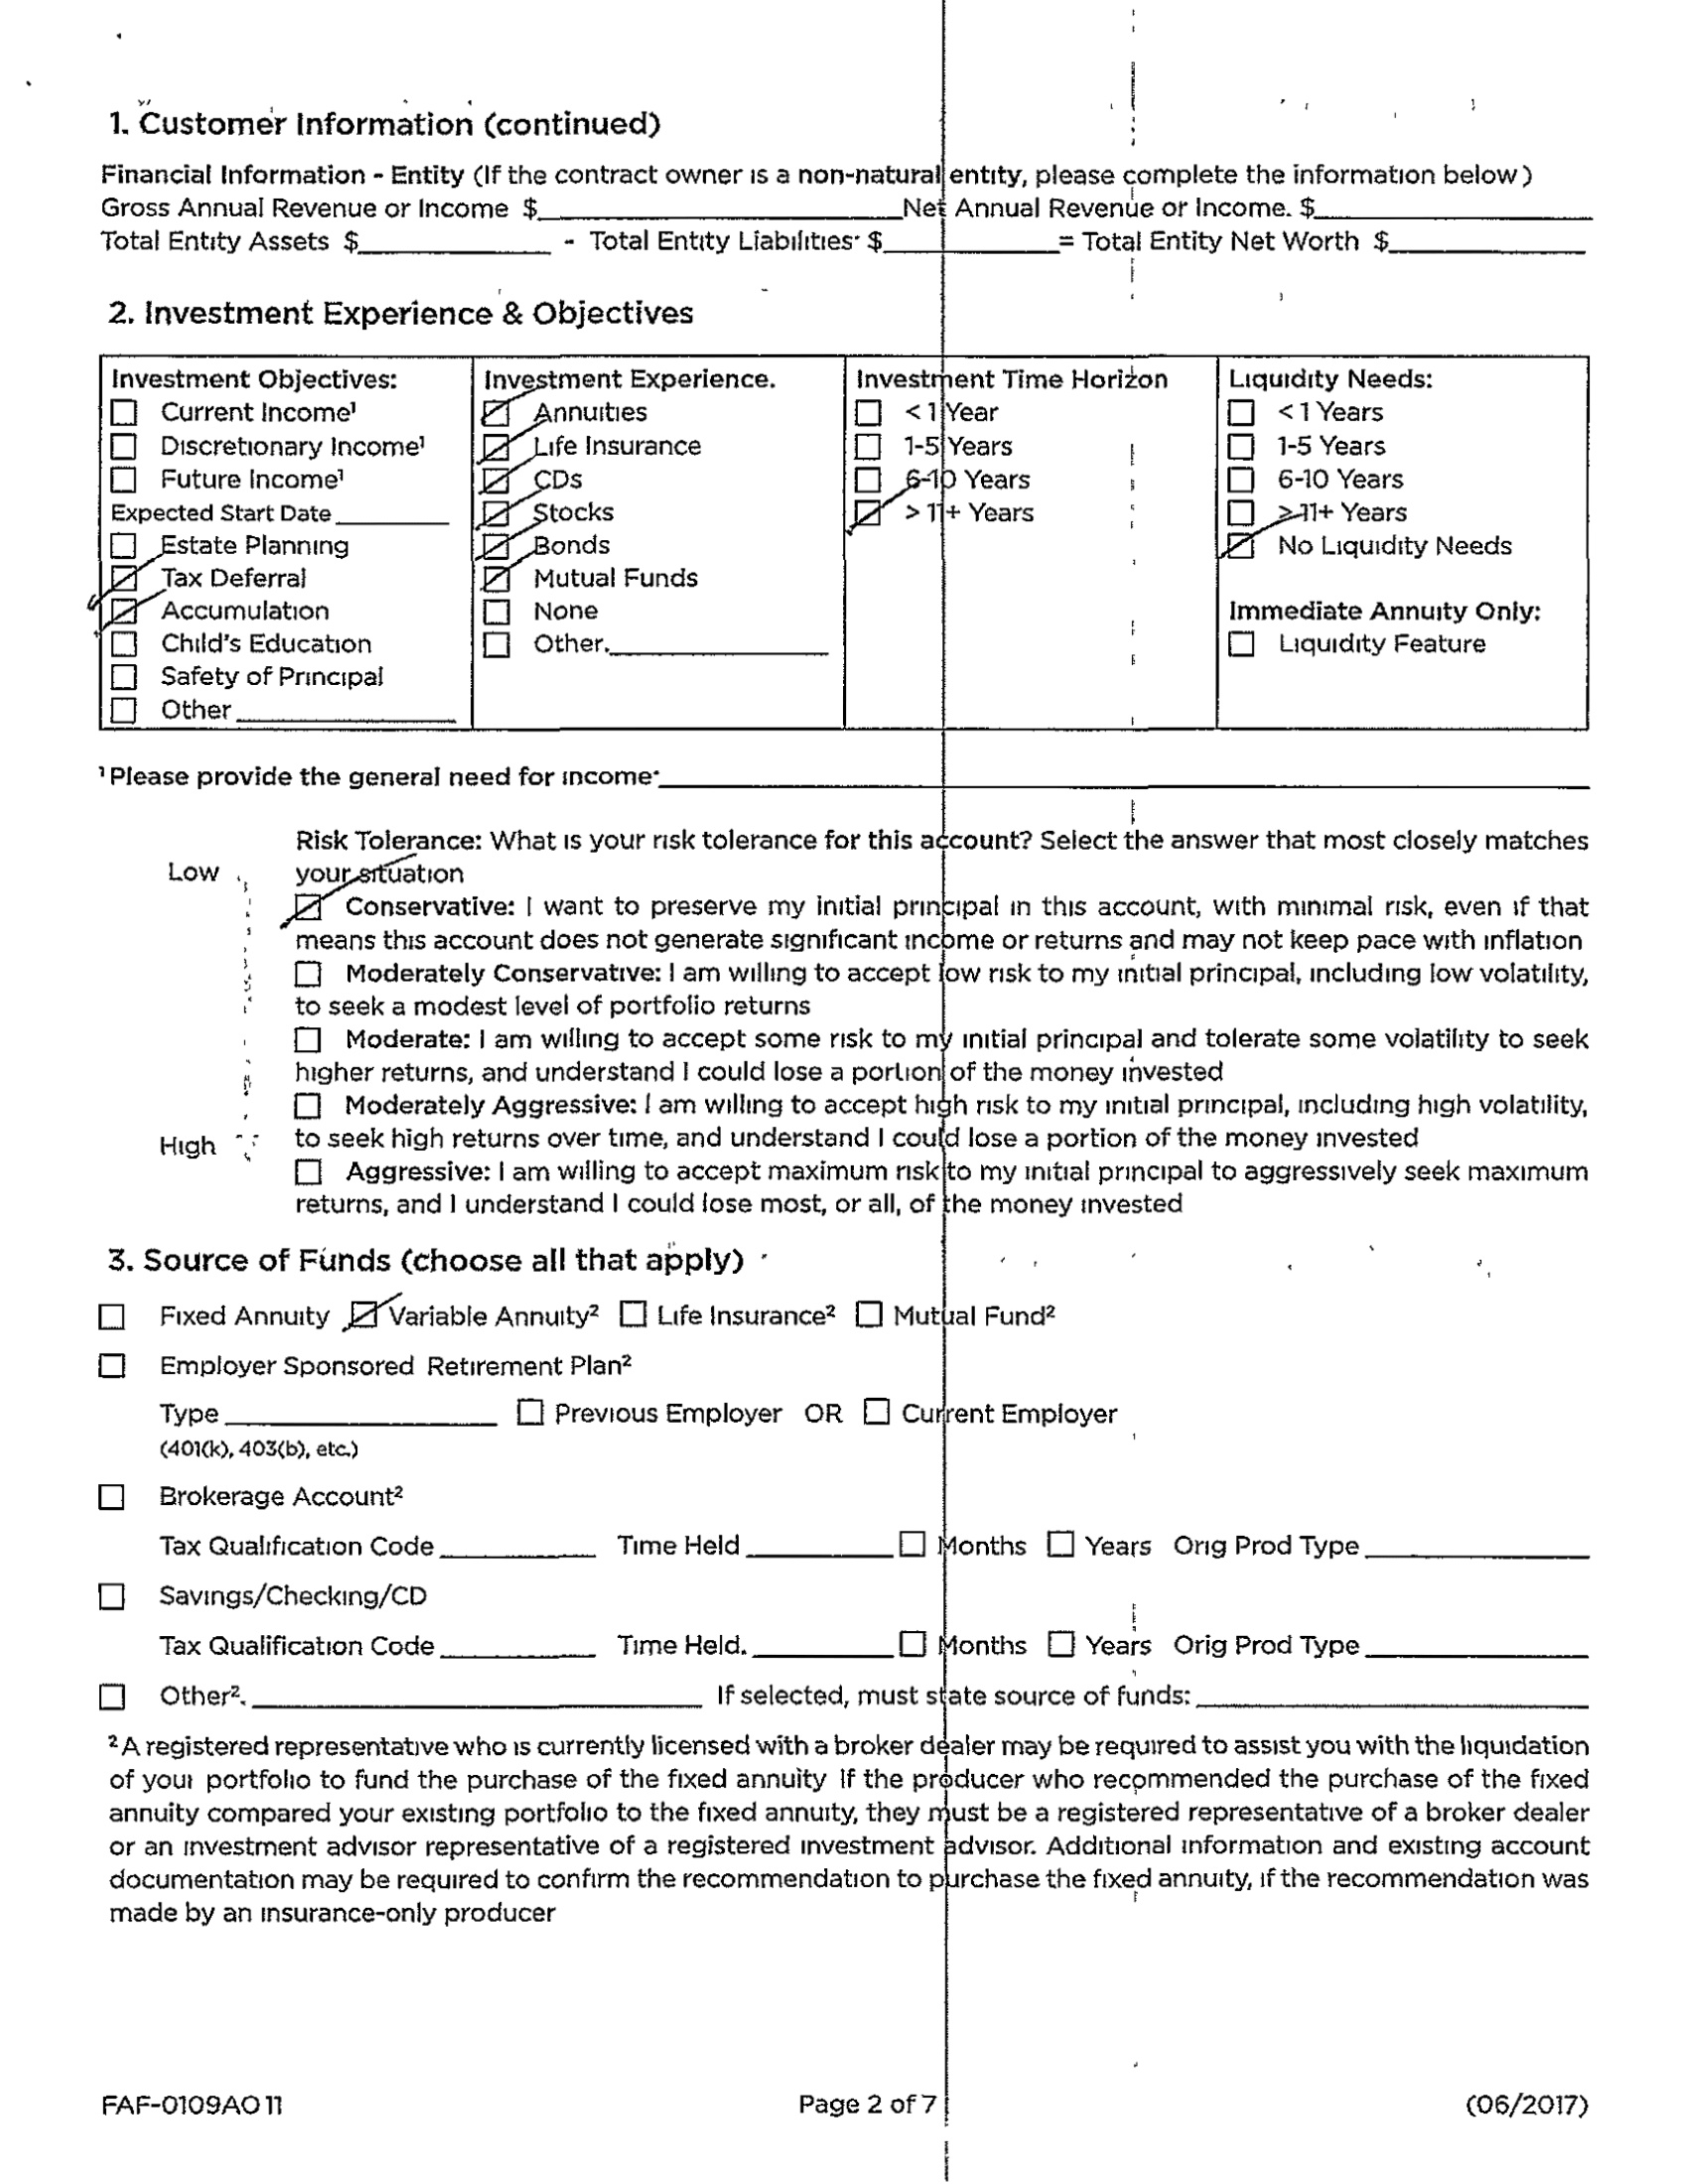 1. Customer Information (continued)
Financial Information - Entity (If the contract owner is a non-natural entity, please complete the information below)
Gross Annual Revenue or Income $ Net Annual Revenue or Income. $
Total Entity Assets $ - Total Entity Liabilities· $ = Total Entity Net Worth $
2. Investment Experience & Objectives
Investment Objectives:
☐ Current Income¹
☐ Discretionary Income¹
☐ Future Income¹
Expected Start Date
☐ Estate Planning
☑ Tax Deferral
☑ Accumulation
☐ Child's Education
☐ Safety of Principal
☐ Other
Investment Experience.
☑ Annuities
☑ Life Insurance
☑ CDs
☑ Stocks
☑ Bonds
☑ Mutual Funds
☐ None
☐ Other.
Investment Time Horizon
☐ < 1 Year
☐ 1-5 Years
☐ 6-10 Years
☑ > 11+ Years
Liquidity Needs:
☐ < 1 Years
☐ 1-5 Years
☐ 6-10 Years
☐ > 11+ Years
☑ No Liquidity Needs
Immediate Annuity Only:
☐ Liquidity Feature
¹ Please provide the general need for income·
Risk Tolerance: What is your risk tolerance for this account? Select the answer that most closely matches
Low
your situation
☑ Conservative: I want to preserve my initial principal in this account, with minimal risk, even if that
means this account does not generate significant income or returns and may not keep pace with inflation
☐ Moderately Conservative: I am willing to accept low risk to my initial principal, including low volatility,
to seek a modest level of portfolio returns
☐ Moderate: I am willing to accept some risk to my initial principal and tolerate some volatility to seek
higher returns, and understand I could lose a portion of the money invested
☐ Moderately Aggressive: I am willing to accept high risk to my initial principal, including high volatility,
High
to seek high returns over time, and understand I could lose a portion of the money invested
☐ Aggressive: I am willing to accept maximum risk to my initial principal to aggressively seek maximum
returns, and I understand I could lose most, or all, of the money invested
3. Source of Funds (choose all that apply)
☐ Fixed Annuity ☑ Variable Annuity² ☐ Life Insurance² ☐ Mutual Fund²
☐ Employer Sponsored Retirement Plan²
Type ☐ Previous Employer OR ☐ Current Employer
(401(k), 403(b), etc.)
☐ Brokerage Account²
Tax Qualification Code Time Held ☐ Months ☐ Years Orig Prod Type
☐ Savings/Checking/CD
Tax Qualification Code Time Held. ☐ Months ☐ Years Orig Prod Type
☐ Other². If selected, must state source of funds:
² A registered representative who is currently licensed with a broker dealer may be required to assist you with the liquidation
of your portfolio to fund the purchase of the fixed annuity If the producer who recommended the purchase of the fixed
annuity compared your existing portfolio to the fixed annuity, they must be a registered representative of a broker dealer
or an investment advisor representative of a registered investment advisor. Additional information and existing account
documentation may be required to confirm the recommendation to purchase the fixed annuity, if the recommendation was
made by an insurance-only producer
FAF-0109AO 11 Page 2 of 7 (06/2017)